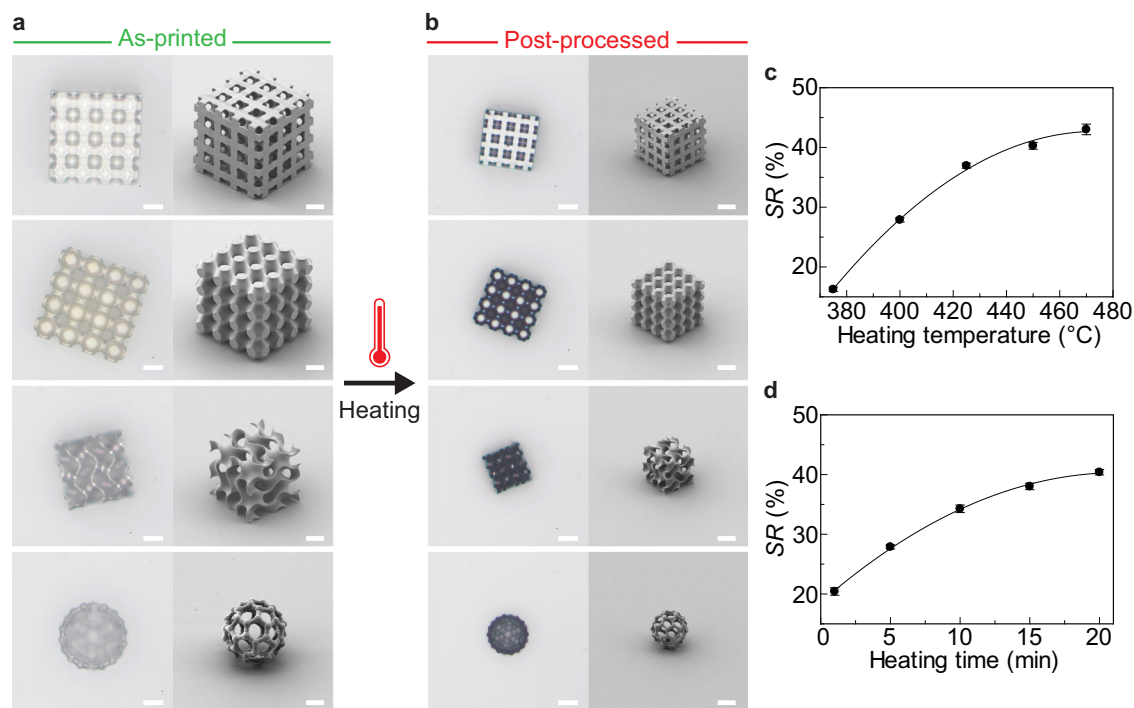 a
As-printed
b
Post-processed
Heating
c
50
40
30
20
SR (%)
380 400 420 440 460 480
Heating temperature (°C)
d
50
40
30
20
SR (%)
0 5 10 15 20
Heating time (min)